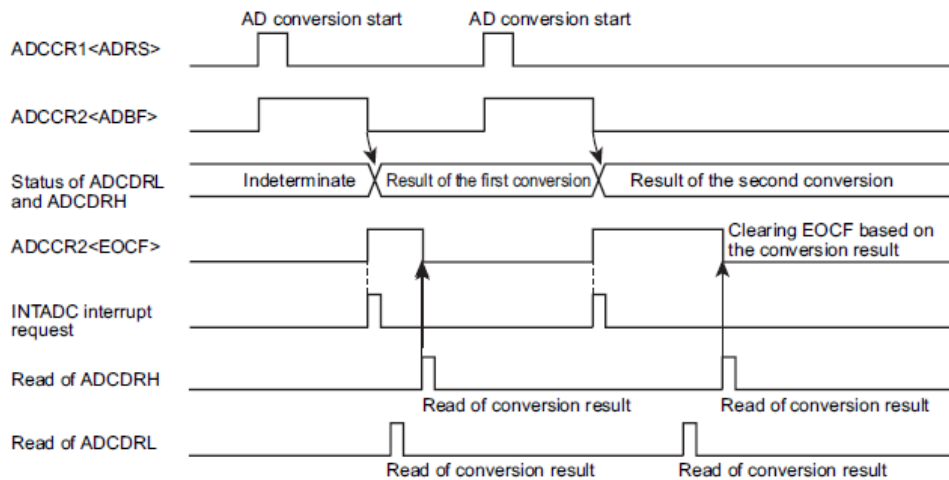 AD conversion start AD conversion start
ADCCR1<ADRS>
ADCCR2<ADBF>
Status of ADCDRL
and ADCDRH
Indeterminate Result of the first conversion Result of the second conversion
ADCCR2<EOCF>
Clearing EOCF based on
the conversion result
INTADC interrupt
request
Read of ADCDRH
Read of conversion result Read of conversion result
Read of ADCDRL
Read of conversion result Read of conversion result